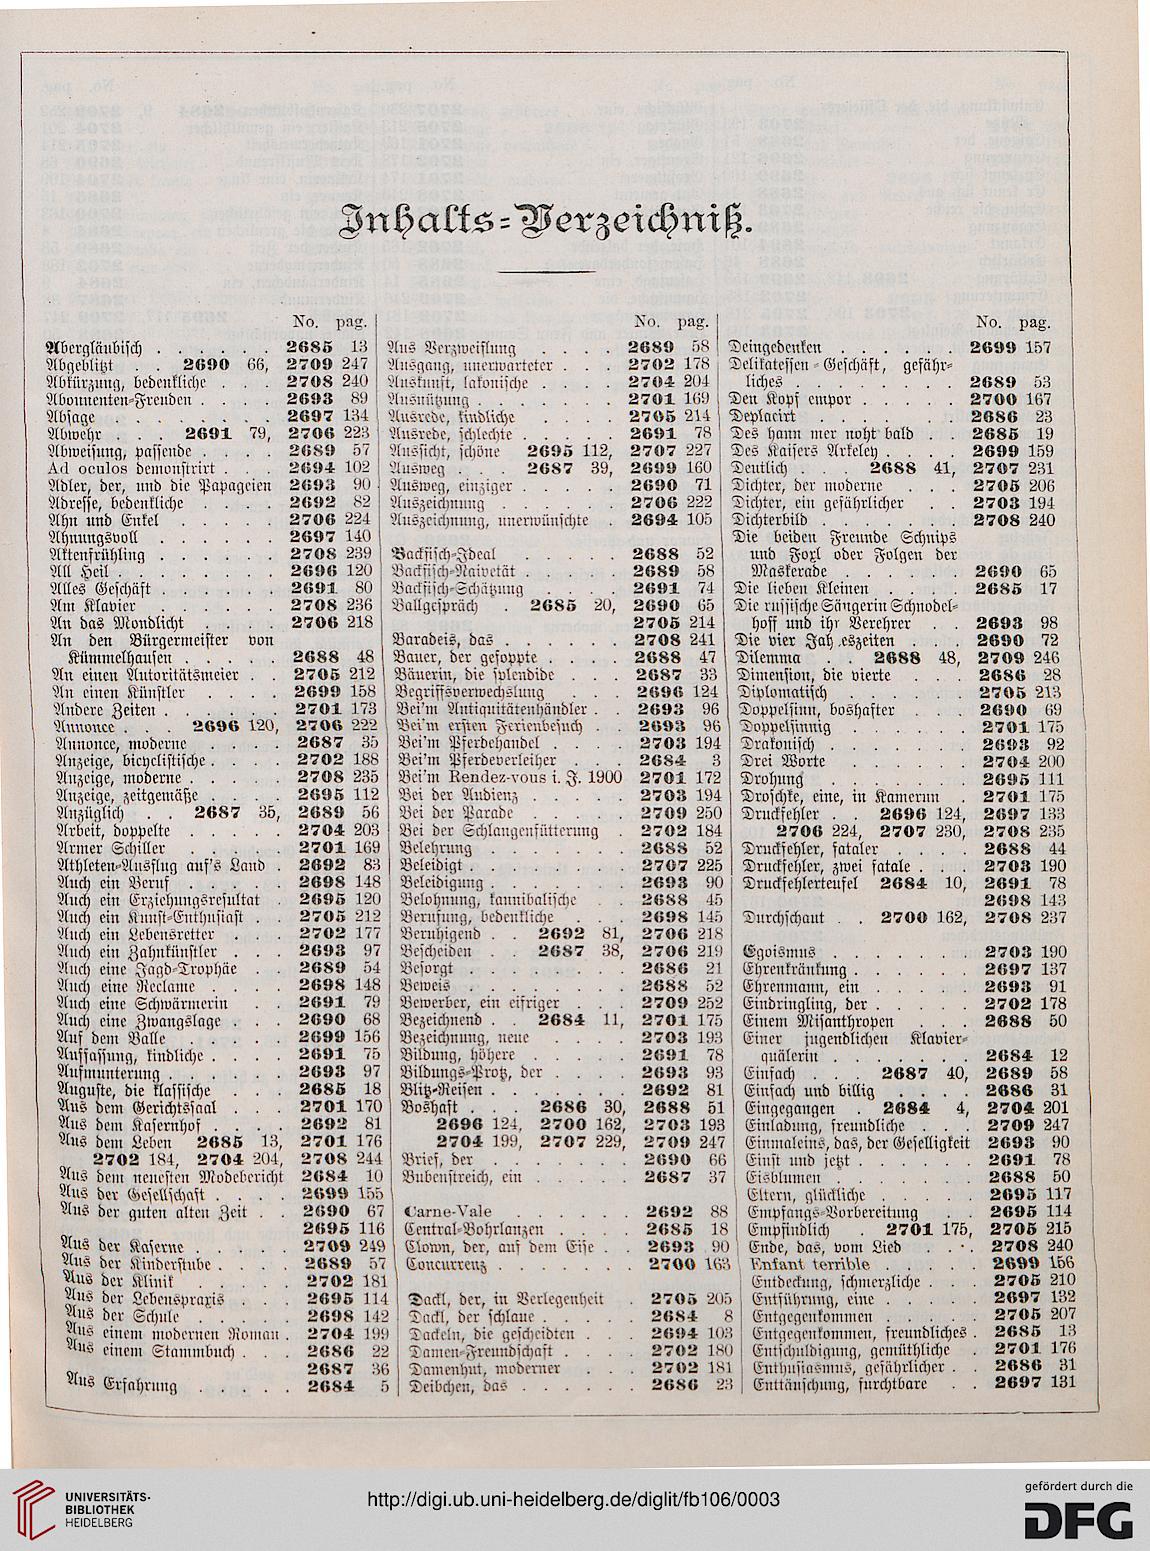 Inhalts-Verzeichniß.
No. pag.
Abergläubisch . . . . . . 2685 13
Abgeblitzt . . 2690 66, 2709 247
Abkürzung, bedenkliche . . . 2708 240
Abonnenten-Freuden . . . . 2693 89
Absage . . . . . . . 2697 134
Abwehr . . . 2691 79, 2706 223
Abweisung, passende . . . . 2689 57
Ad oculos demonstrirt . . . 2694 102
Adler, der, und die Papageien 2693 90
Adresse, bedenkliche . . . . 2692 82
Ahn und Enkel . . . . . 2706 224
Ahnungsvoll . . . . . . 2697 140
Aktenfrühling . . . . . . 2708 239
All Heil . . . . . . . . 2696 120
Alles Geschäft . . . . . . 2691 80
Am Klavier . . . . . . 2708 236
An das Mondlicht . . . . . 2706 218
An den Bürgermeister von
Kümmelhausen . . . . . 2688 48
An einen Autoritätsmeier . . 2705 212
An einen Künstler . . . . 2699 158
Andere Zeiten . . . . . . 2701 173
Annonce . . . 2696 120, 2706 222
Annonce, moderne . . . . 2687 35
Anzeige, bicyclistische . . . . 2702 188
Anzeige, moderne . . . . . 2708 235
Anzeige, zeitgemäße . . . . 2695 112
Anzüglich . . 2687 35, 2689 56
Arbeit, doppelte . . . . . 2704 203
Armer Schiller . . . . . 2701 169
Athleten-Ausflug auf's Land . 2692 83
Auch ein Beruf . . . . . 2698 148
Auch ein Erziehungsresultat . 2695 120
Auch ein Kunst-Enthusiast . . 2705 212
Auch ein Lebensretter . . . 2702 177
Auch ein Zahnkünstler . . . 2693 97
Auch eine Jagd-Trophäe . . 2689 54
Auch eine Reclame . . . . 2698 148
Auch eine Schwärmerin . . 2691 79
Auch eine Zwangslage . . . 2690 68
Auf dem Balle . . . . . 2699 156
Auffassung, kindliche . . . . 2691 75
Aufmunterung . . . . . . 2693 97
Auguste, die klassische . . . 2685 18
Aus dem Gerichtssaal . . . 2701 170
Aus dem Kasernhof . . . . 2692 81
Aus dem Leben 2685 13, 2701 176
2702 184, 2704 204, 2708 244
Aus dem neuesten Modebericht 2684 10
Aus der Gesellschaft . . . . 2699 155
Aus der guten alten Zeit . . 2690 67
2695 116
Aus der Kaserne . . . . . 2709 249
Aus der Kinderstube . . . . 2689 57
Aus der Klinik . . . . . 2702 181
Aus der Lebenspraxis . . . 2695 114
Aus der Schule . . . . . 2698 142
Aus einem modernen Roman . 2704 199
Aus einem Stammbuch . . . 2686 22
2687 36
Aus Erfahrung . . . . . 2684 5
No. pag.
Aus Verzweiflung . . . . 2689 58
Ausgang, unerwarteter . . . 2702 178
Auskunft, lakonische . . . . 2704 204
Ausnützung . . . . . . 2701 169
Ausrede, kindliche . . . . 2705 214
Ausrede, schlechte . . . . . 2691 78
Aussicht, schöne 2695 112, 2707 227
Ausweg . . . 2687 39, 2699 160
Ausweg, einziger . . . . . 2690 71
Auszeichnung . . . . . . 2706 222
Auszeichnung, unerwünschte . 2694 105
Backfisch-Ideal . . . . . . 2688 52
Backfisch-Naivetät . . . . . 2689 58
Backfisch-Schätzung . . . . 2691 74
Ballgespräch . 2685 20, 2690 65
2705 214
Baradeis, das . . . . . . 2708 241
Bauer, der gesoppte . . . . 2688 47
Bäuerin, die splendide . . . 2687 33
Begriffsverwechslung . . . 2696 124
Bei'm Antiquitätenhändler . . 2693 96
Bei'm ersten Ferienbesuch . . 2693 96
Bei'm Pferdehandel . . . . 2703 194
Bei'm Pferdeverleiher . . . 2684 3
Bei'm Rendez-vous i. J. 1900 2701 172
Bei der Audienz . . . . . 2703 194
Bei der Parade . . . . . 2709 250
Bei der Schlangenfütterung . 2702 184
Belehrung . . . . . . . 2688 52
Beleidigt . . . . . . . . 2707 225
Beleidigung . . . . . . . 2693 90
Belohnung, kannibalische . . 2688 45
Berufung, bedenkliche . . . 2698 145
Beruhigend . . 2692 81, 2706 218
Bescheiden . . 2687 38, 2706 219
Besorgt . . . . . . . . 2686 21
Beweis . . . . . . . . 2688 52
Bewerber, ein eifriger . . . 2709 252
Bezeichnend . . 2684 11, 2701 175
Bezeichnung, neue . . . . 2703 193
Bildung, höhere . . . . . 2691 78
Bildungs-Protz, der . . . . 2693 93
Blitz-Reisen . . . . . . . 2692 81
Boshaft . . . 2686 30, 2688 51
2696 124, 2700 162, 2703 193
2704 199, 2707 229, 2709 247
Brief, der . . . . . . . 2690 66
Bubenstreich, ein . . . . . 2687 37
Carne-Vale . . . . . . 2692 88
Central-Bohrlanzen . . . . 2685 18
Clown, der, auf dem Eise . . 2693 90
Concurrenz . . . . . . . 2700 163
Dackl, der, in Verlegenheit . 2705 205
Dackl, der schlaue . . . . . 2684 8
Dackeln, die gescheidten . . . 2694 103
Damen-Freundschaft . . . . 2702 180
Damenhut, moderner . . . 2702 181
Deibchen, das . . . . . . 2686 23
No. pag.
Deingedenken . . . . . . 2699 157
Delikatessen-Geschäft, gefähr-
liches . . . . . . . . 2689 53
Den Kopf empor . . . . . 2700 167
Deplacirt . . . . . . . 2686 23
Des hann mer noht bald . . 2685 19
Des Kaisers Arkeley . . . . 2699 159
Deutlich . . . 2688 41, 2707 231
Dichter, der moderne . . . 2705 206
Dichter, ein gefährlicher . . 2703 194
Dichterbild . . . . . . . 2708 240
Die beiden Freunde Schnips
und Foxl oder Folgen der
Maskerade . . . . . . 2690 65
Die lieben Kleinen . . . . 2685 17
Die russische Sängerin Schnodel-
hoff und ihr Verehrer . . 2693 98
Die vier Jahreszeiten . . . 2690 72
Dilemma . . 2688 48, 2709 246
Dimension, die vierte . . . 2686 28
Diplomatisch . . . . . . 2705 213
Doppelsinn, boshafter . . . 2690 69
Doppelsinnig . . . . . . 2701 175
Drakonisch . . . . . . . 2693 92
Drei Worte . . . . . . 2704 200
Drohung . . . . . . . 2695 111
Droschke, eine, in Kamerun . 2701 175
Druckfehler . . 2696 124, 2697 133
2706 224, 2707 230, 2708 235
Druckfehler, fataler . . . . 2688 44
Druckfehler, zwei fatale . . . 2703 190
Druckfehlerteufel 2684 10, 2691 78
2698 143
Durchschaut . . 2700 162, 2708 237
Egoismus . . . . . . . 2703 190
Ehrenkränkung . . . . . . 2697 137
Ehrenmann, ein . . . . . 2693 91
Eindringling, der . . . . . 2702 178
Einem Misanthropen . . . 2688 50
Einer jugendlichen Klavier-
quälerin . . . . . . . 2684 12
Einfach . . . 2687 40, 2689 58
Einfach und billig . . . . 2686 31
Eingegangen . 2684 4, 2704 201
Einladung, freundliche . . . 2709 247
Einmaleins, das, der Geselligkeit 2693 90
Einst und jetzt . . . . . . 2691 78
Eisblumen . . . . . . . 2688 50
Eltern, glückliche . . . . . 2695 117
Empfangs-Vorbereitung . . 2695 114
Empfindlich . 2701 175, 2705 215
Ende, das, vom Lied . . . 2708 240
Enfant terrible . . . . . 2699 156
Entdeckung, schmerzliche . . . 2705 210
Entführung, eine . . . . . 2697 132
Entgegenkommen . . . . . 2705 207
Entgegenkommen, freundliches . 2685 13
Entschuldigung, gemüthliche . 2701 176
Enthusiasmus, gefährlicher . . 2686 31
Enttäuschung, furchtbare . . 2697 131
UNIVERSITÄTS-
BIBLIOTHEK
HEIDELBERG
http://digi.ub.uni-heidelberg.de/diglit/fb106/0003
gefördert durch die
DFG